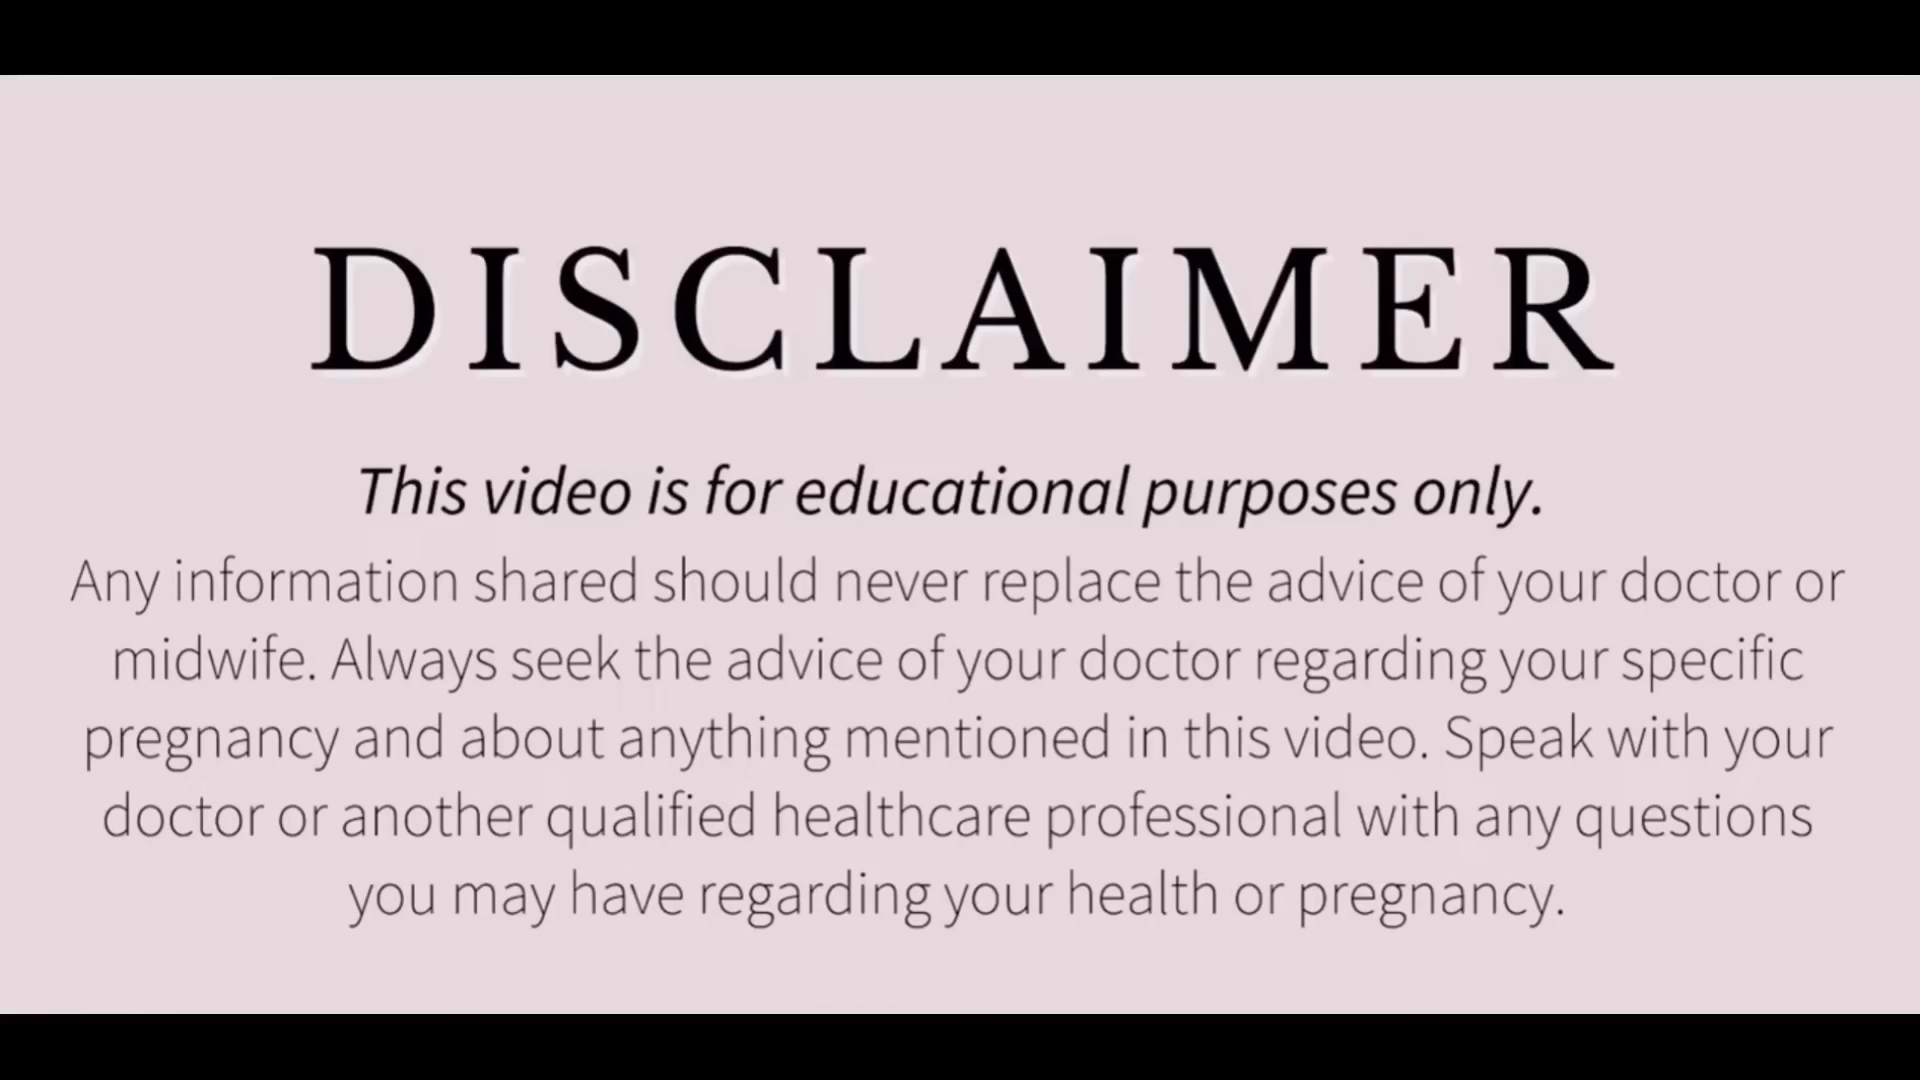 DISCLAIMER
This video is for educational purposes only.
Any information shared should never replace the advice of your doctor or
midwife. Always seek the advice of your doctor regarding your specific
pregnancy and about anything mentioned in this video. Speak with your
doctor or another qualified healthcare professional with any questions
you may have regarding your health or pregnancy.